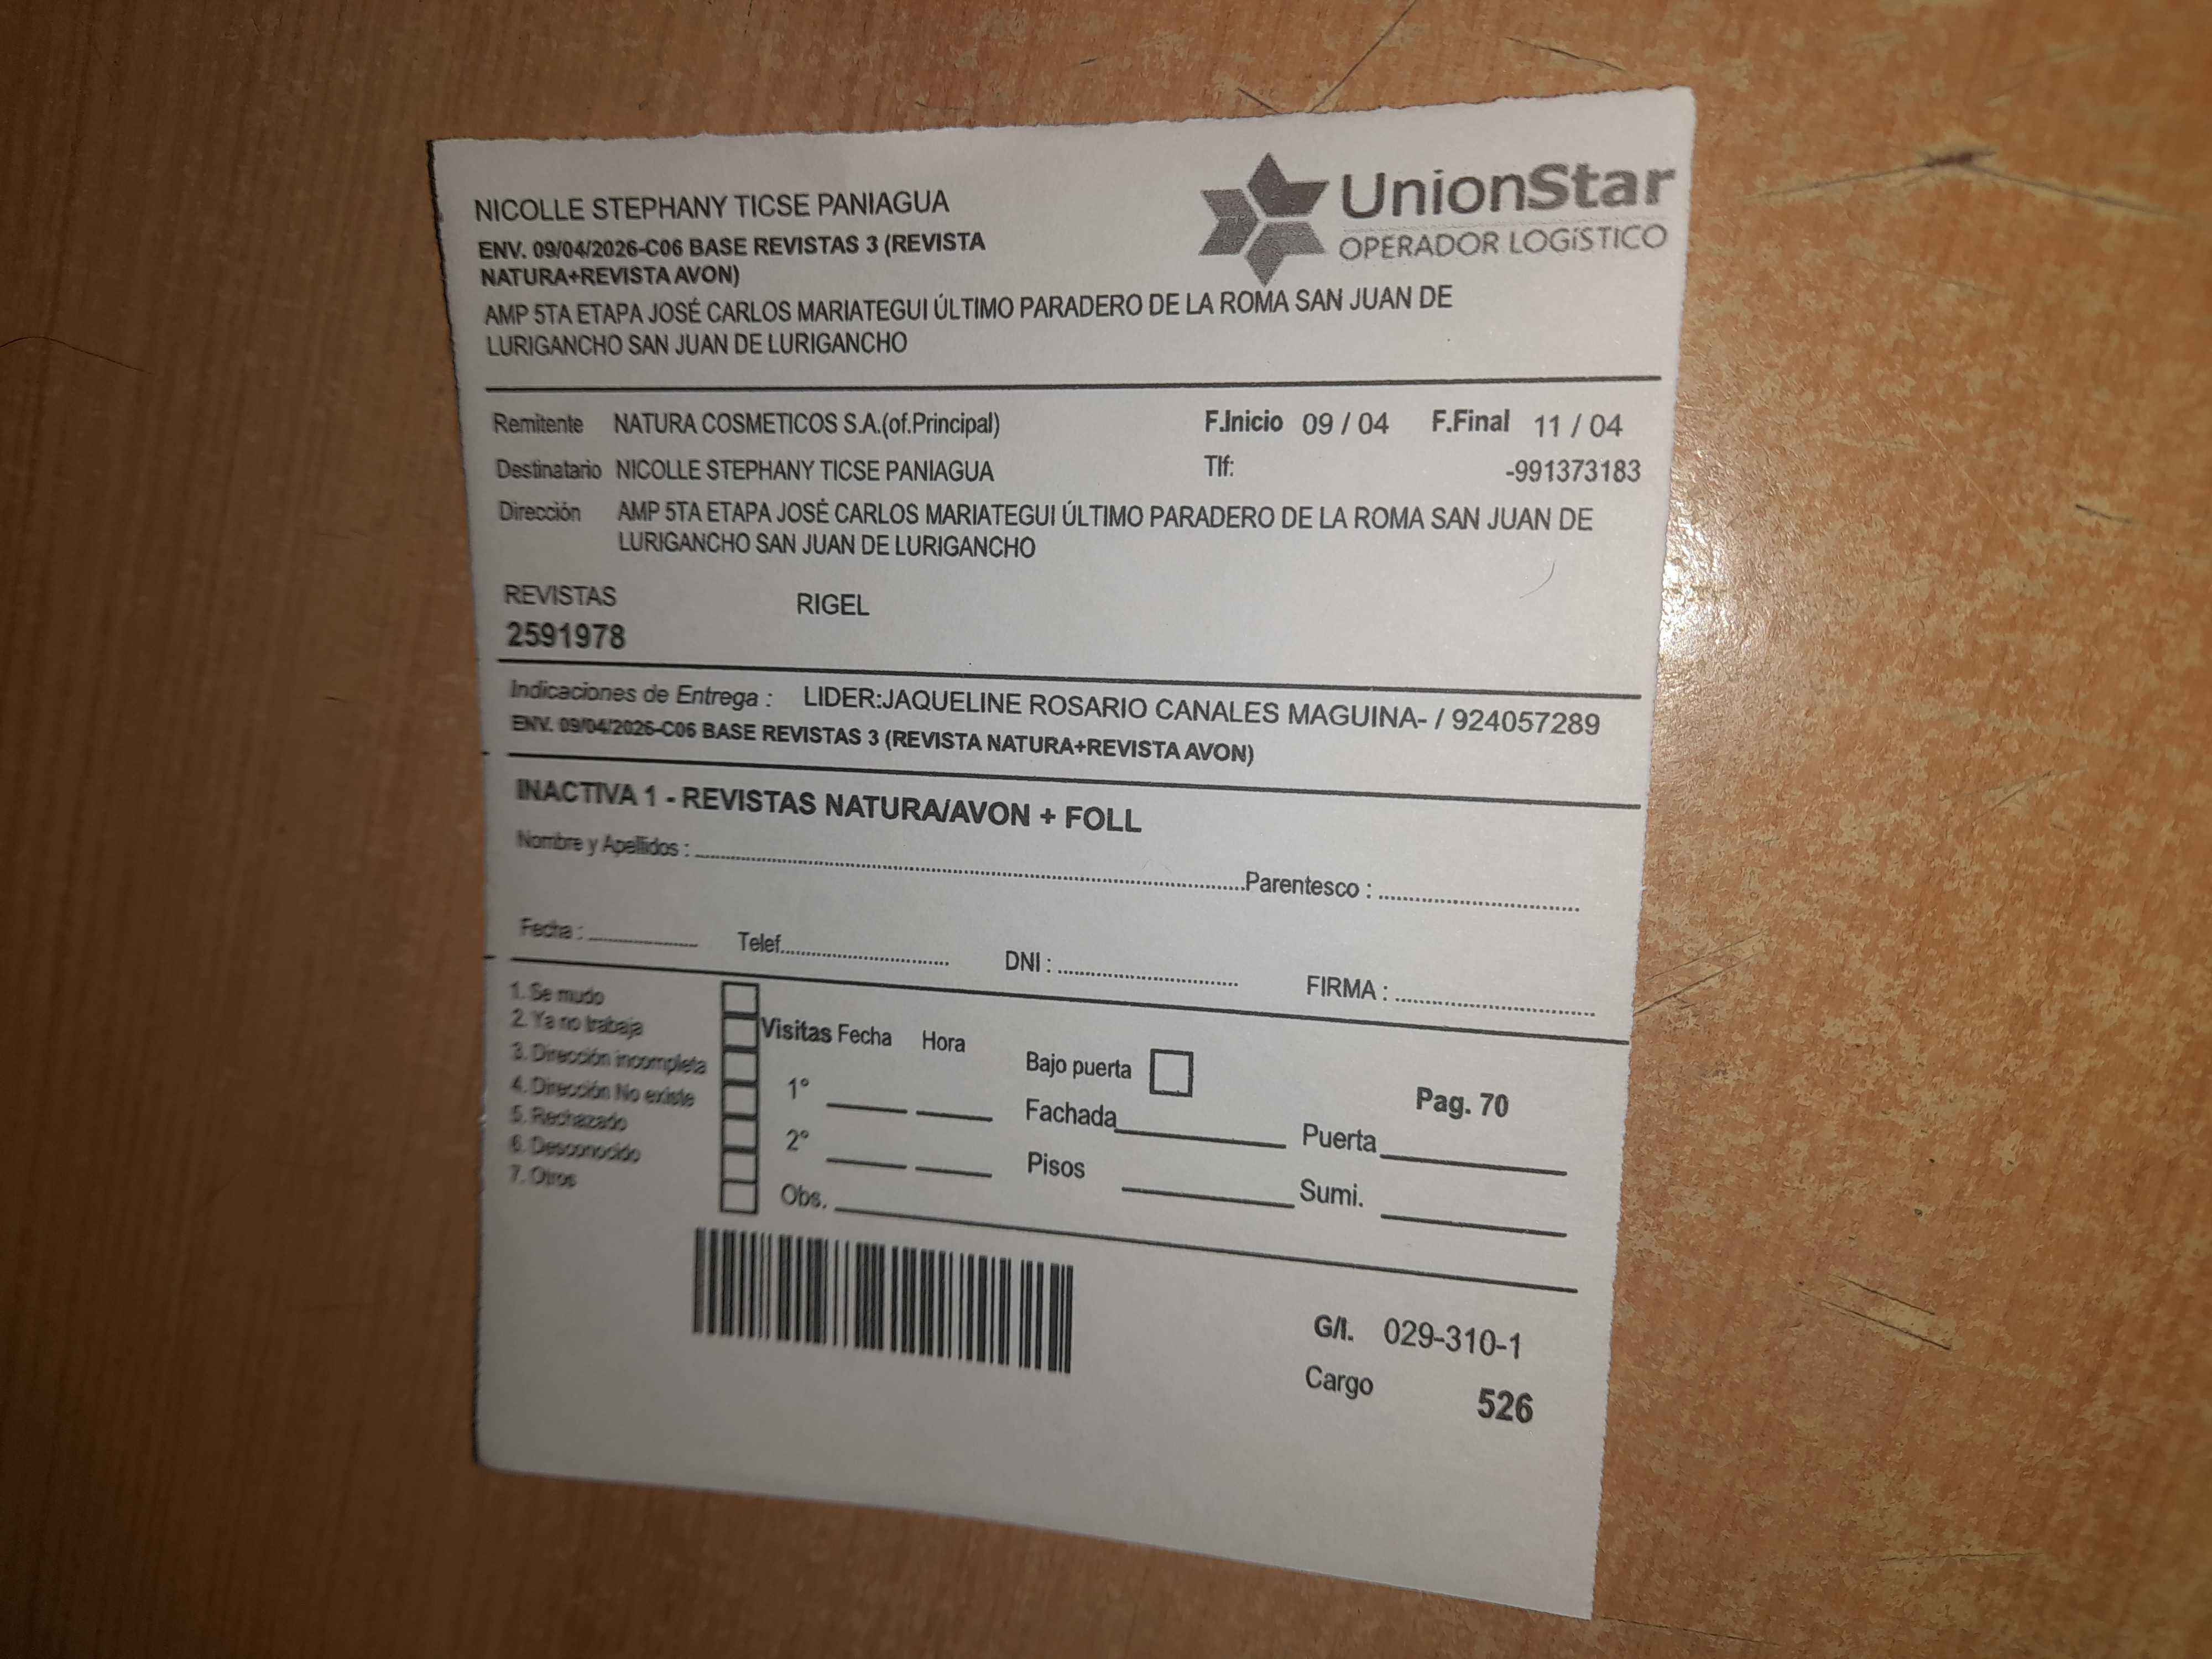 NICOLLE STEPHANY TICSE PANIAGUA
ENV. 09/04/2026-C06 BASE REVISTAS 3 (REVISTA
NATURA+REVISTA AVON)
AMP 5TA ETAPA JOSÉ CARLOS MARIATEGUI ÚLTIMO PARADERO DE LA ROMA SAN JUAN DE
LURIGANCHO SAN JUAN DE LURIGANCHO
UnionStar
OPERADOR LOGÍSTICO
Remitente NATURA COSMETICOS S.A.(of.Principal) F.Inicio 09 / 04 F.Final 11 / 04
Destinatario NICOLLE STEPHANY TICSE PANIAGUA Tlf: -991373183
Dirección AMP 5TA ETAPA JOSÉ CARLOS MARIATEGUI ÚLTIMO PARADERO DE LA ROMA SAN JUAN DE
LURIGANCHO SAN JUAN DE LURIGANCHO
REVISTAS RIGEL
2591978
Indicaciones de Entrega : LIDER:JAQUELINE ROSARIO CANALES MAGUINA- / 924057289
ENV. 09/04/2026-C06 BASE REVISTAS 3 (REVISTA NATURA+REVISTA AVON)
INACTIVA 1 - REVISTAS NATURA/AVON + FOLL
Nombre y Apellidos : Parentesco :
Fecha : Telef. DNI : FIRMA :
1. Se mudo
2. Ya no trabaja
3. Dirección incompleta
4. Dirección No existe
5. Rechazado
6. Desconocido
7. Otros
Visitas Fecha Hora
1°
2°
Obs.
Bajo puerta
Pag. 70
Fachada Puerta
Pisos Sumi.
G/I. 029-310-1
Cargo 526